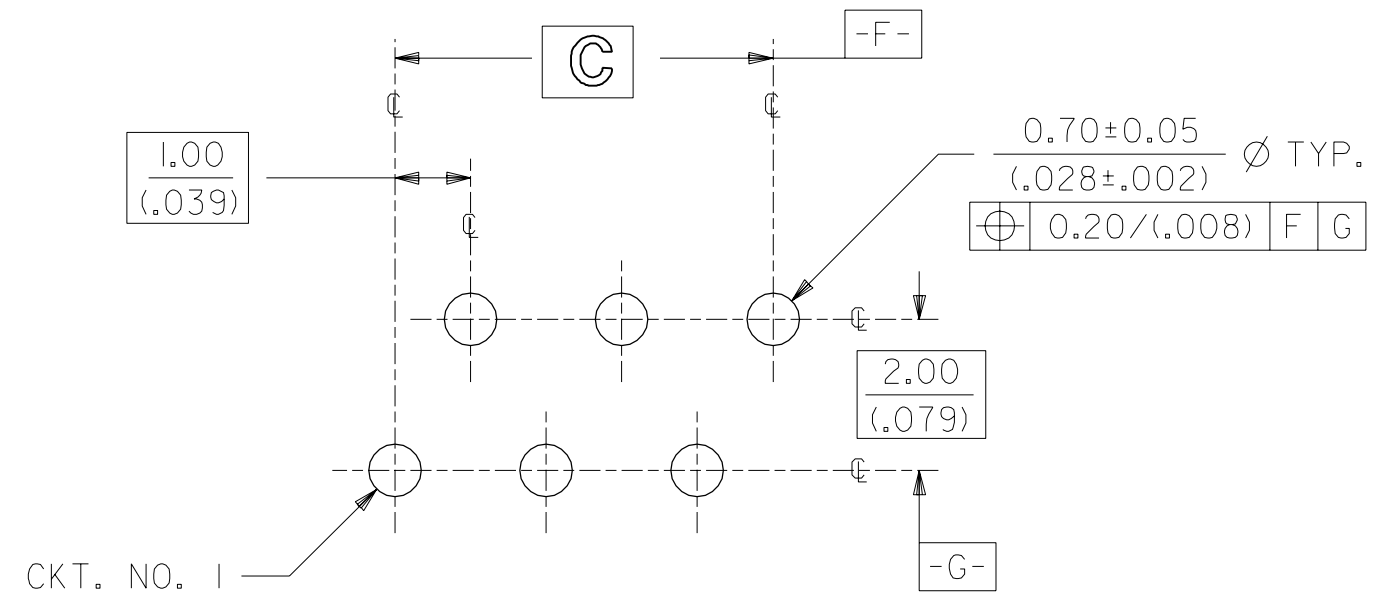 -F-
C
℄
℄
1.00
(.039)
0.70±0.05
(.028±.002)
Ø TYP.
⌖ 0.20/(.008) F G
℄
℄
2.00
(.079)
℄
-G-
CKT. NO. 1